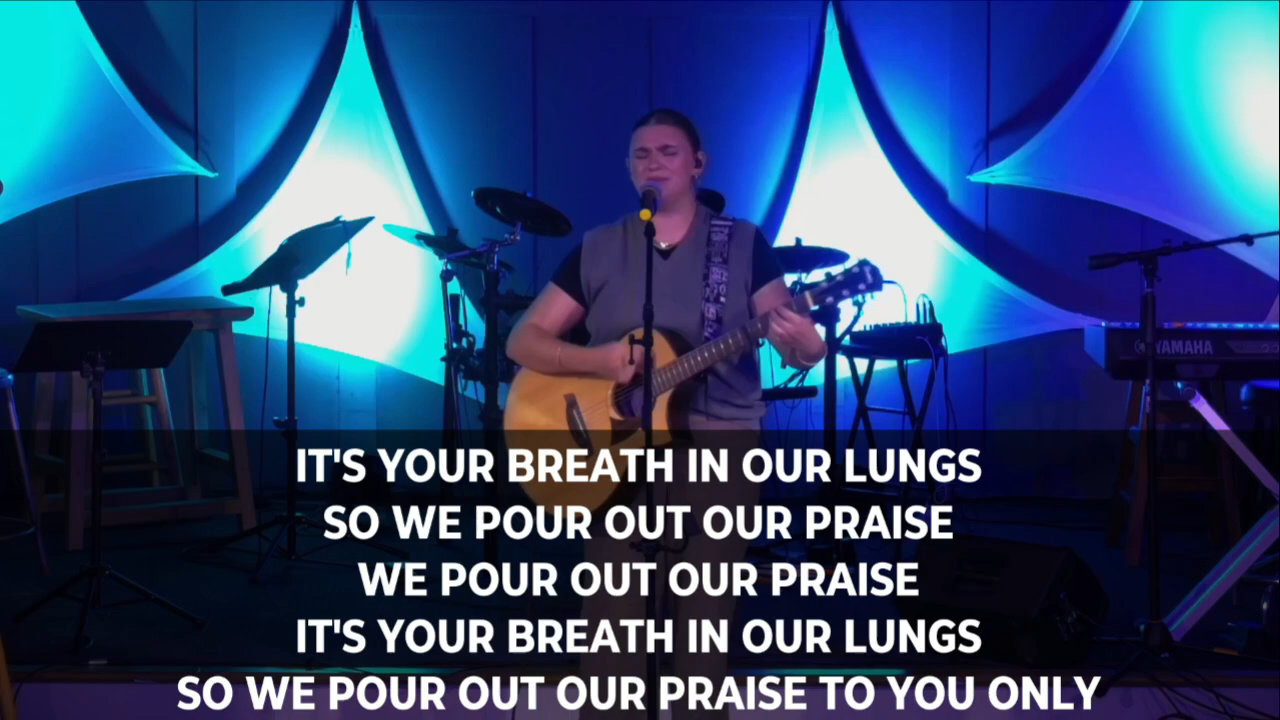 YAMAHA
IT'S YOUR BREATH IN OUR LUNGS
SO WE POUR OUT OUR PRAISE
WE POUR OUT OUR PRAISE
IT'S YOUR BREATH IN OUR LUNGS
SO WE POUR OUT OUR PRAISE TO YOU ONLY